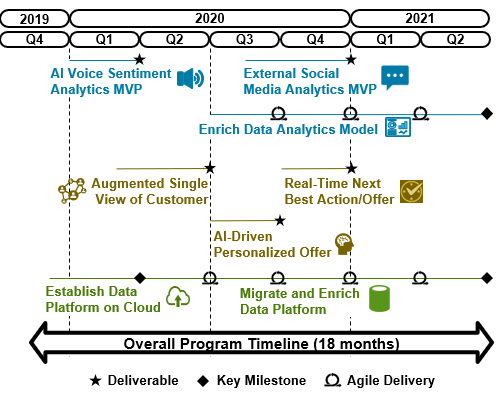 2019 2020 2021
Q4 Q1 Q2 Q3 Q4 Q1 Q2
AI Voice Sentiment
Analytics MVP
External Social
Media Analytics MVP
Enrich Data Analytics Model
Augmented Single
View of Customer
Real-Time Next
Best Action/Offer
AI-Driven
Personalized Offer
Establish Data
Platform on Cloud
Migrate and Enrich
Data Platform
Overall Program Timeline (18 months)
Deliverable Key Milestone Agile Delivery